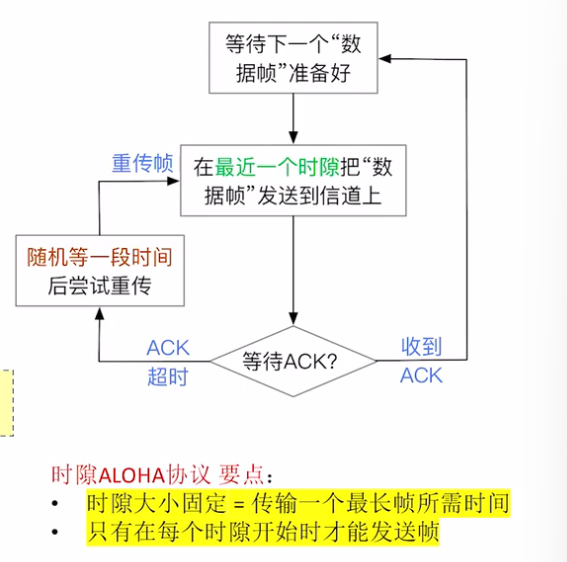 等待下一个“数
据帧”准备好
重传帧
在最近一个时隙把“数
据帧”发送到信道上
随机等一段时间
后尝试重传
ACK
超时
等待ACK?
收到
ACK
时隙ALOHA协议 要点：
• 时隙大小固定 = 传输一个最长帧所需时间
• 只有在每个时隙开始时才能发送帧